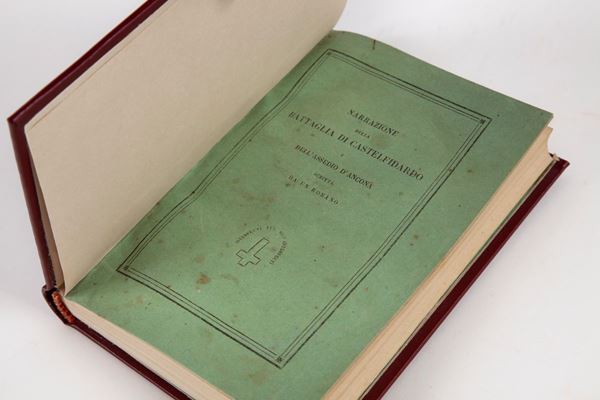 NARRAZIONE
DELLA
BATTAGLIA DI CASTELFIDARDO
E
DELL'ASSEDIO D'ANCONA
SCRITTA
DA UN ROMANO